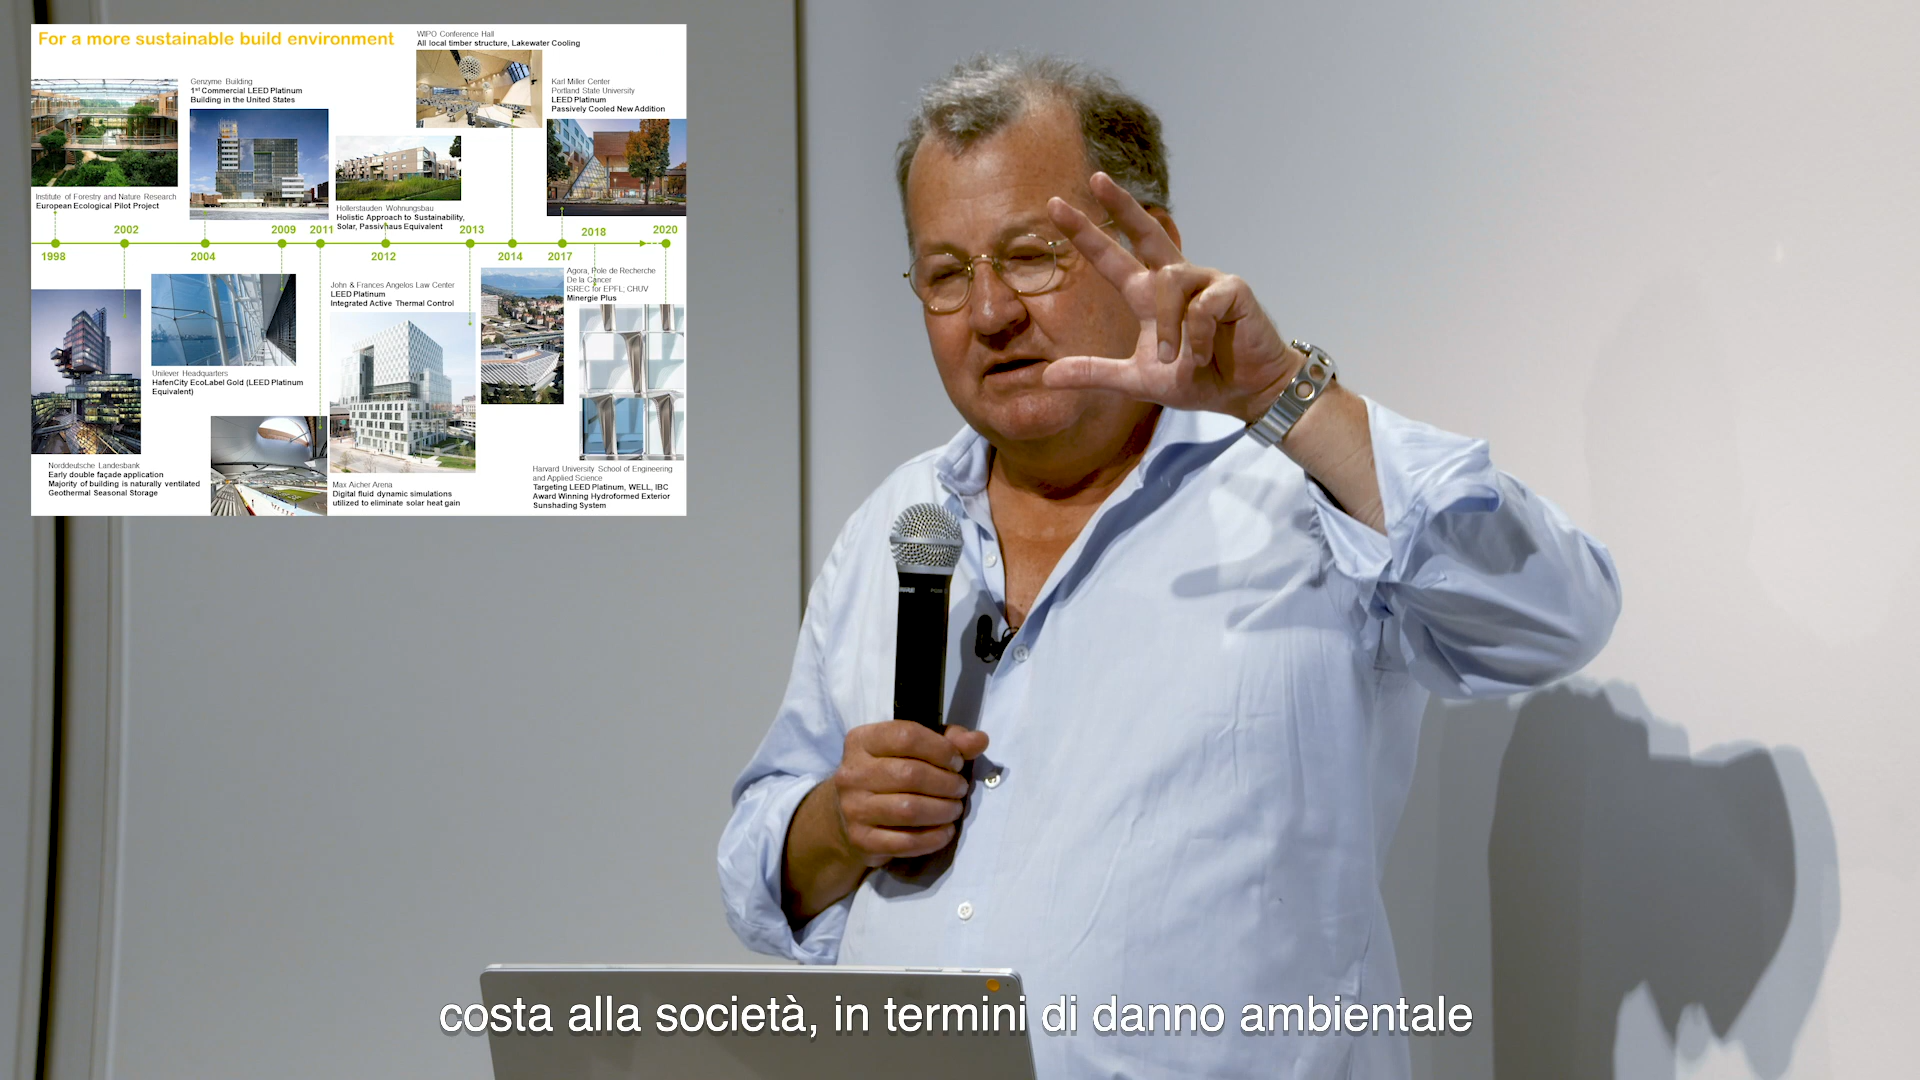 For a more sustainable build environment
WIPO Conference Hall
All local timber structure, Lakewater Cooling
Genzyme Building
1st Commercial LEED Platinum
Building in the United States
Karl Miller Center
Portland State University
LEED Platinum
Passively Cooled New Addition
Institute of Forestry and Nature Research
European Ecological Pilot Project
Hollerstauden Wohnungsbau
Holistic Approach to Sustainability,
Solar, Passivhaus Equivalent
2002
2009
2011
2013
2018
2020
1998
2004
2012
2014
2017
Agora, Pole de Recherche
De la Cancer
ISREC for EPFL, CHUV
Minergie Plus
John & Frances Angelos Law Center
LEED Platinum
Integrated Active Thermal Control
Unilever Headquarters
HafenCity EcoLabel Gold (LEED Platinum
Equivalent)
Norddeutsche Landesbank
Early double façade application
Majority of building is naturally ventilated
Geothermal Seasonal Storage
Max Aicher Arena
Digital fluid dynamic simulations
utilized to eliminate solar heat gain
Harvard University School of Engineering
and Applied Science
Targeting LEED Platinum, WELL, IBC
Award Winning Hydroformed Exterior
Sunshading System
costa alla società, in termini di danno ambientale